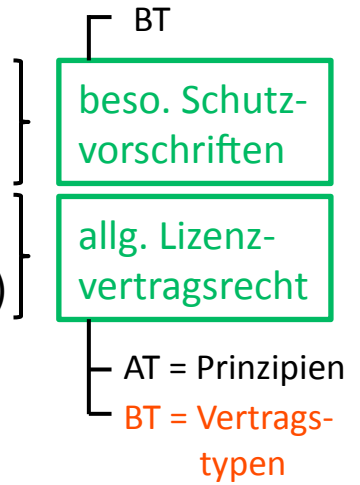 BT
beso. Schutz-
vorschriften
allg. Lizenz-
vertragsrecht
)
AT = Prinzipien
BT = Vertrags-
typen